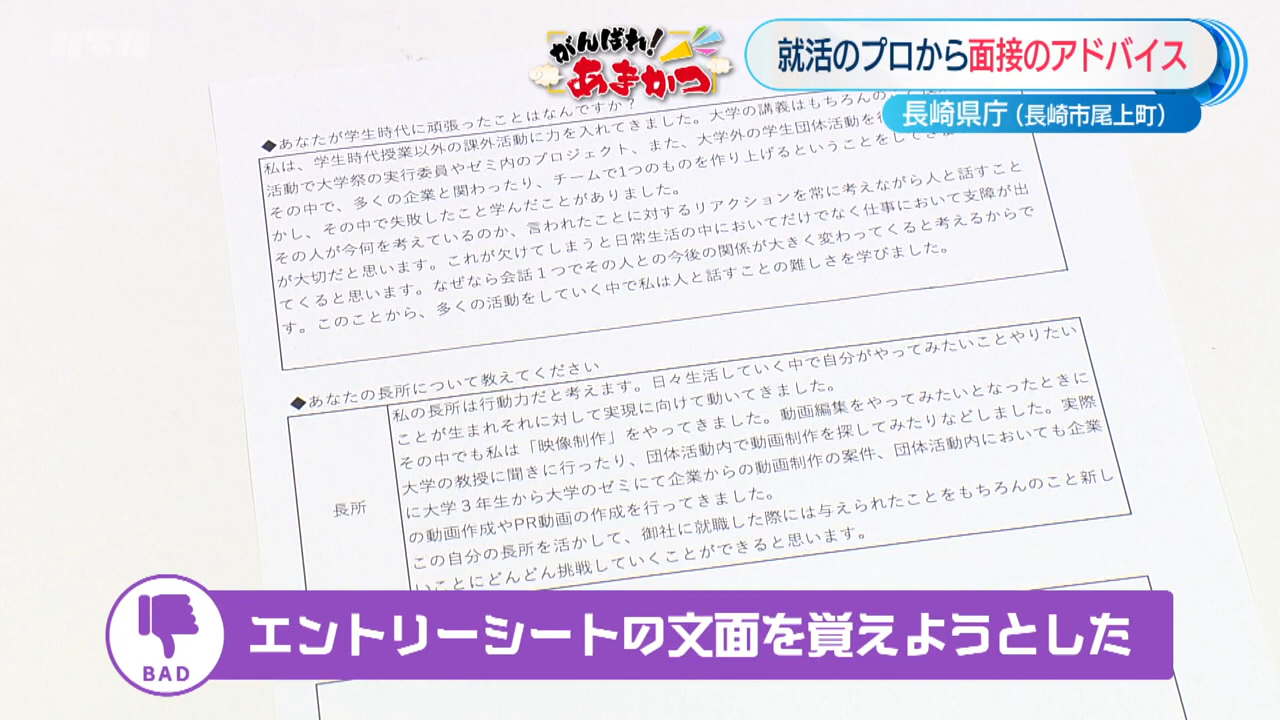 KTN
がんばれ!
あまかつ
就活のプロから面接のアドバイス
長崎県庁(長崎市尾上町)
◆あなたが学生時代に頑張ったことはなんですか?
私は、学生時代授業以外の課外活動に力を入れてきました。大学の講義はもちろんの
活動で大学祭の実行委員やゼミ内のプロジェクト、また、大学外の学生団体活動を
その中で、多くの企業と関わったり、チームで1つのものを作り上げるということをして
かし、その中で失敗したこと学んだことがありました。
その人が今何を考えているのか、言われたことに対するリアクションを常に考えながら人と話すこと
が大切だと思います。これが欠けてしまうと日常生活の中においてだけでなく仕事において支障が出
てくると思います。なぜなら会話1つでその人との今後の関係が大きく変わってくると考えるからで
す。このことから、多くの活動をしていく中で私は人と話すことの難しさを学びました。
◆あなたの長所について教えてください
長所
私の長所は行動力だと考えます。日々生活していく中で自分がやってみたいことやりたい
ことが生まれそれに対して実現に向けて動いてきました。
その中でも私は「映像制作」をやってきました。動画編集をやってみたいとなったときに
大学の教授に聞きに行ったり、団体活動内で動画制作を探してみたりなどしました。実際
に大学3年生から大学のゼミにて企業からの動画制作の案件、団体活動内においても企業
の動画作成やPR動画の作成を行ってきました。
この自分の長所を活かして、御社に就職した際には与えられたことをもちろんのこと新し
いことにどんどん挑戦していくことができると思います。
BAD
エントリーシートの文面を覚えようとした